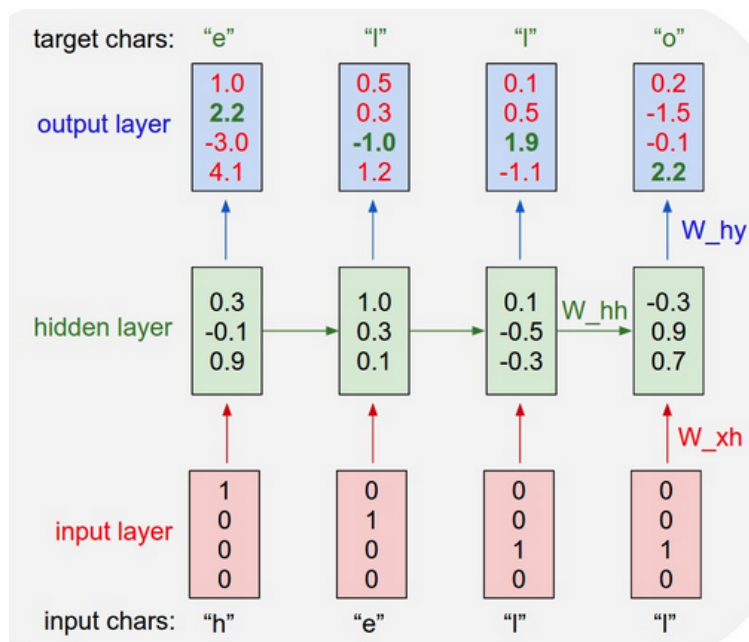 target chars: “e” “l” “l” “o”
output layer
1.0 0.5 0.1 0.2
2.2 0.3 0.5 -1.5
-3.0 -1.0 1.9 -0.1
4.1 1.2 -1.1 2.2
W_hy
hidden layer
0.3 1.0 0.1 -0.3
-0.1 0.3 -0.5 0.9
0.9 0.1 -0.3 0.7
W_hh
W_xh
input layer
1 0 0 0
0 1 0 0
0 0 1 1
0 0 0 0
input chars: “h” “e” “l” “l”